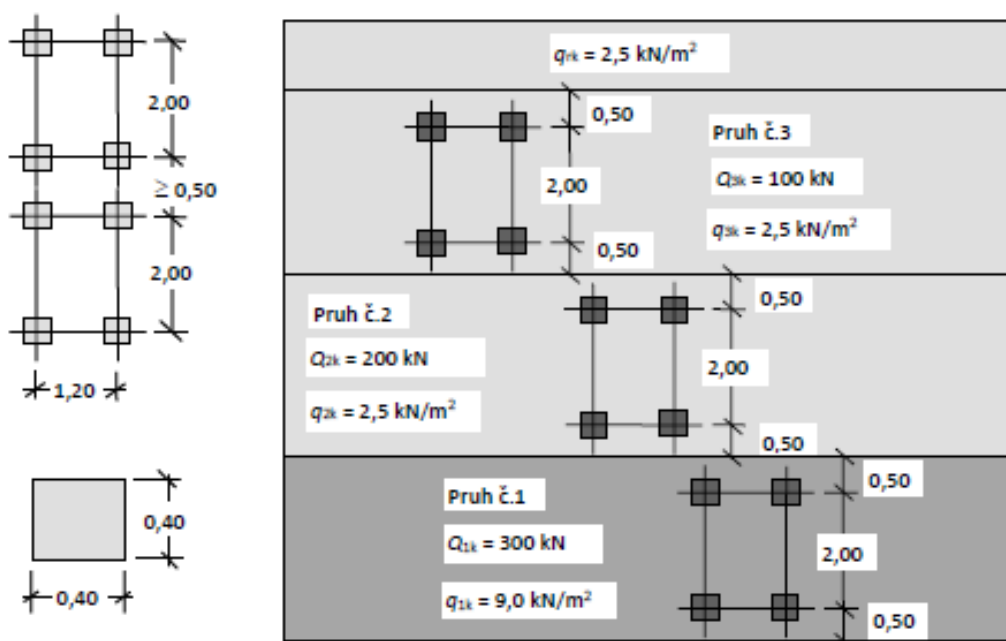 2,00
≥ 0,50
2,00
1,20
0,40
0,40
qrk = 2,5 kN/m²
0,50
2,00
0,50
Pruh č.3
Q3k = 100 kN
q3k = 2,5 kN/m²
Pruh č.2
Q2k = 200 kN
q2k = 2,5 kN/m²
0,50
2,00
0,50
Pruh č.1
Q1k = 300 kN
q1k = 9,0 kN/m²
0,50
2,00
0,50